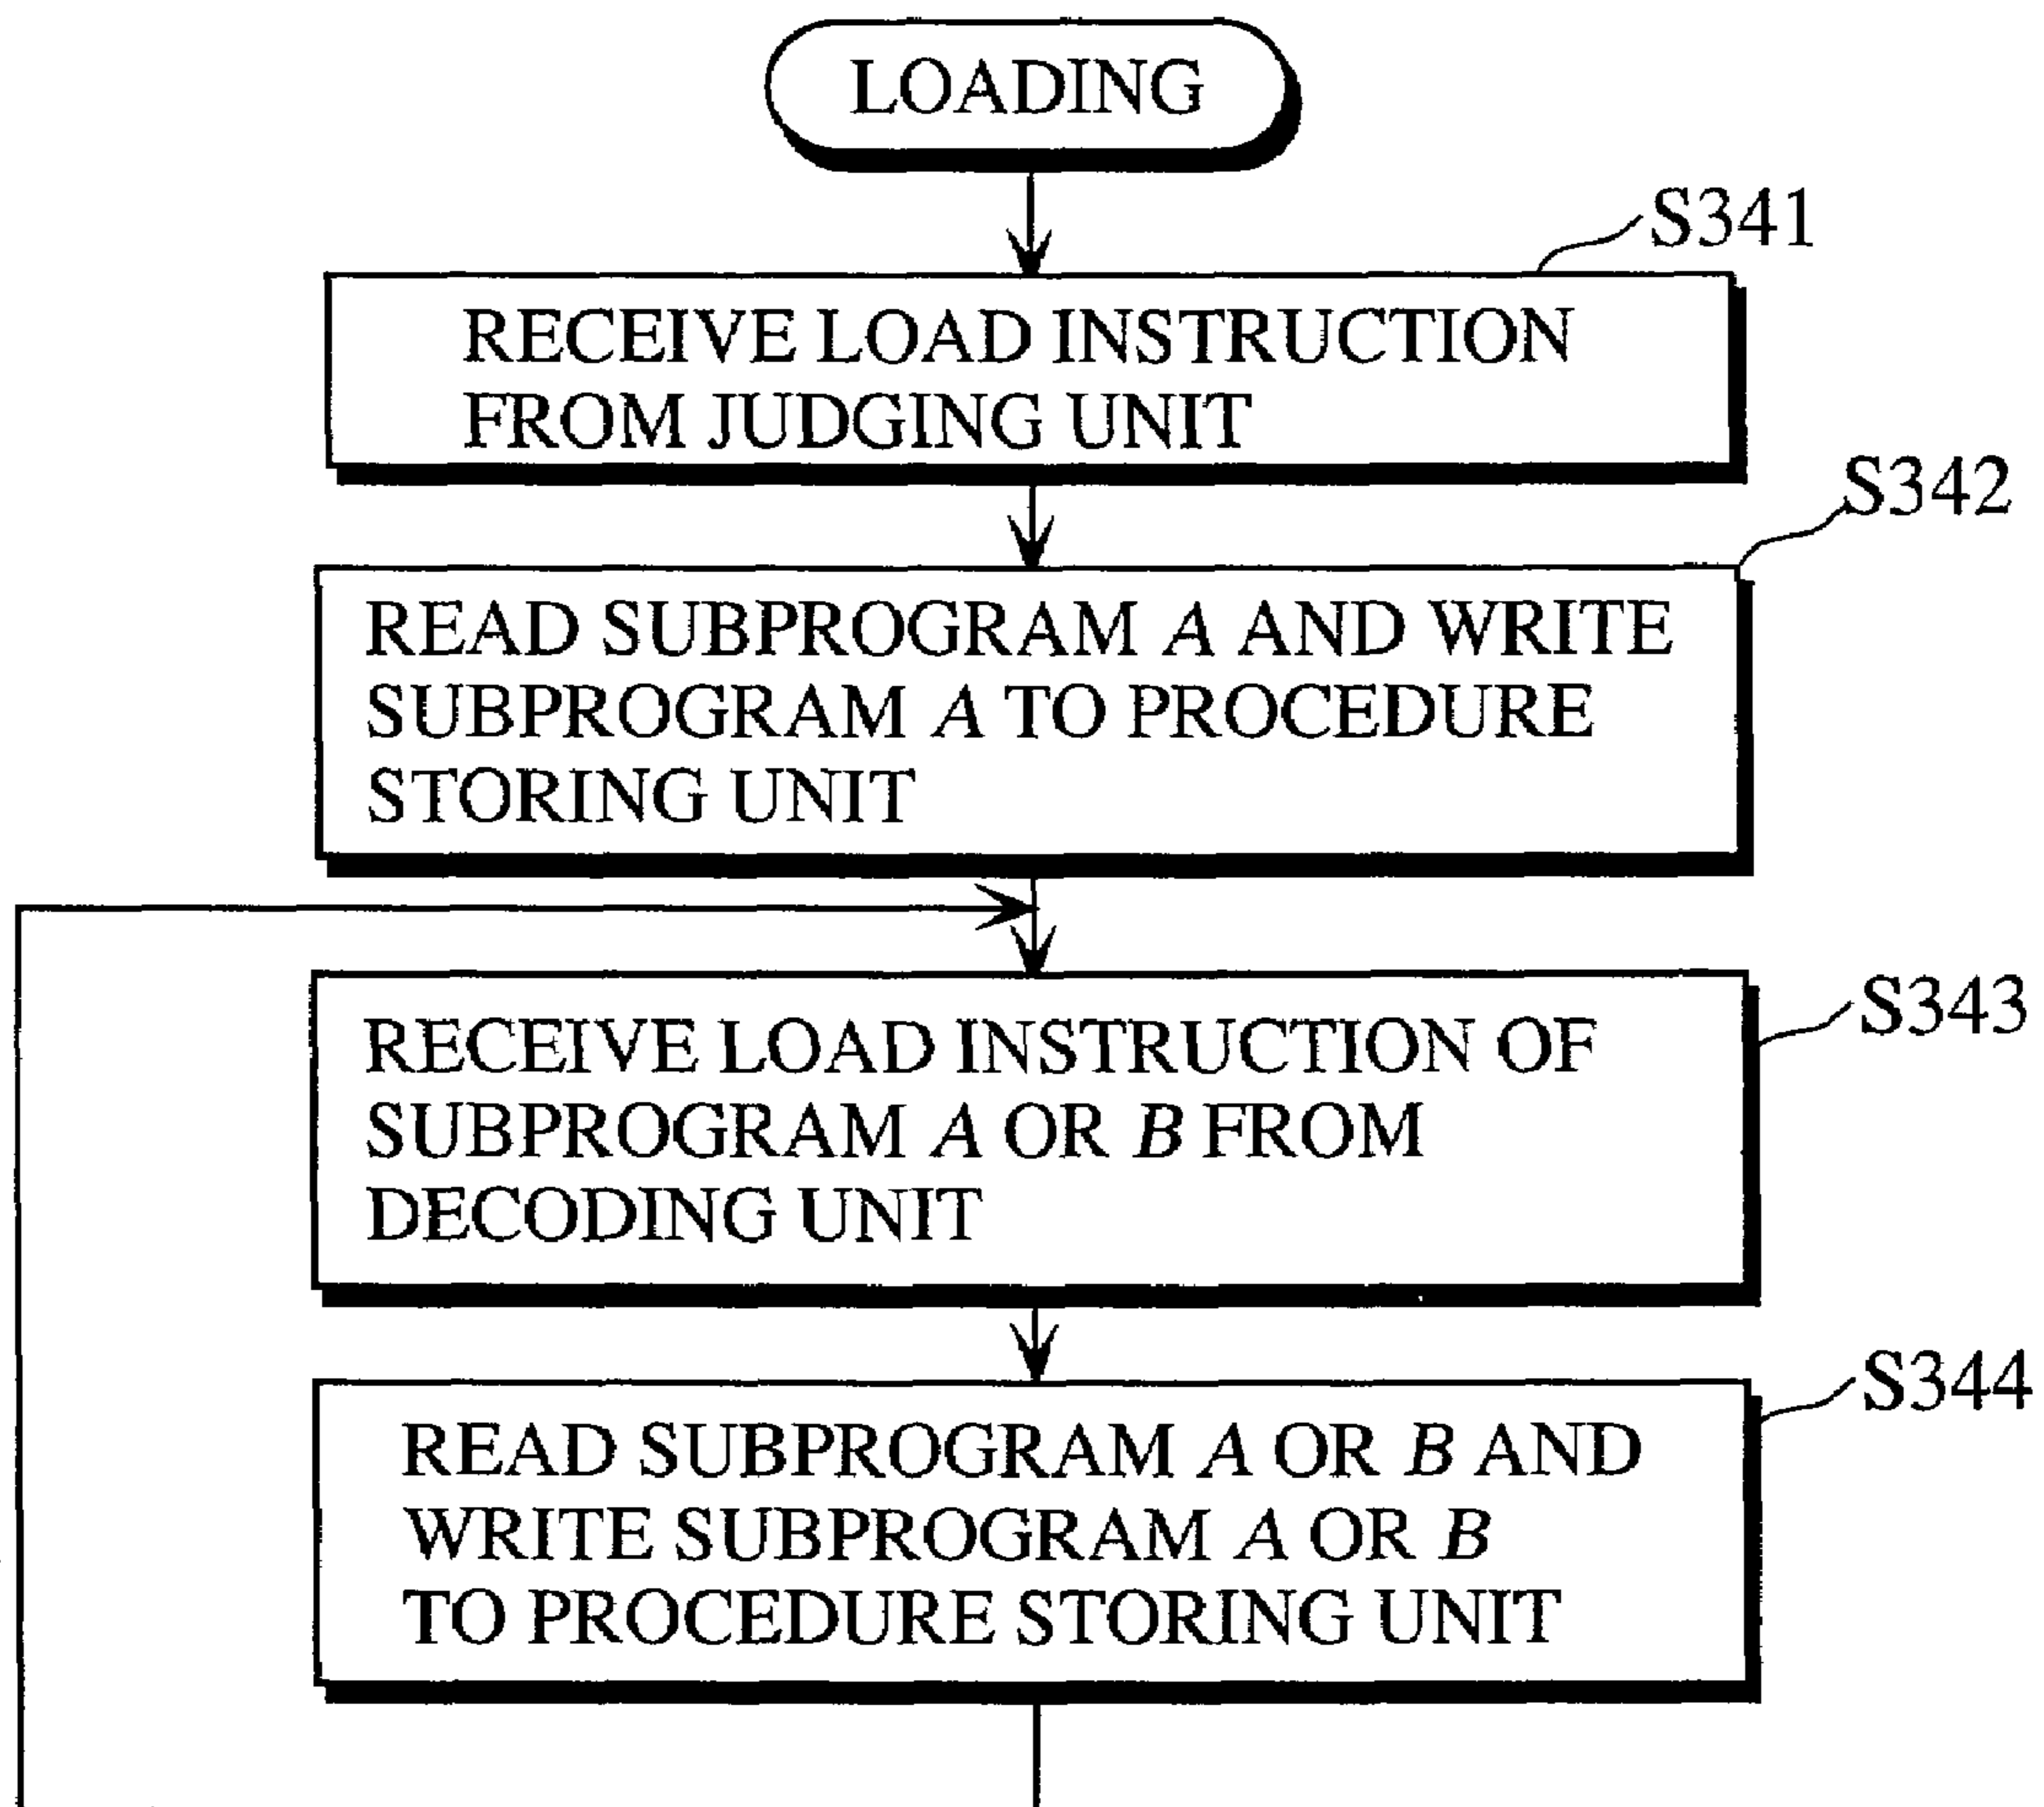 LOADING
S341
RECEIVE LOAD INSTRUCTION
FROM JUDGING UNIT
S342
READ SUBPROGRAM A AND WRITE
SUBPROGRAM A TO PROCEDURE
STORING UNIT
S343
RECEIVE LOAD INSTRUCTION OF
SUBPROGRAM A OR B FROM
DECODING UNIT
S344
READ SUBPROGRAM A OR B AND
WRITE SUBPROGRAM A OR B
TO PROCEDURE STORING UNIT